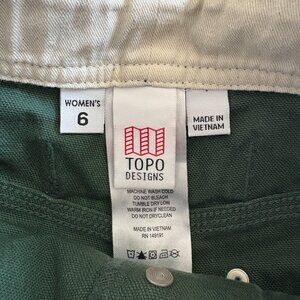 WOMEN'S
6
TOPO
DESIGNS
MADE IN
VIETNAM
MACHINE WASH COLD
DO NOT BLEACH
TUMBLE DRY LOW
WARM IRON IF NEEDED
DO NOT DRYCLEAN
MADE IN VIETNAM
RN 149191